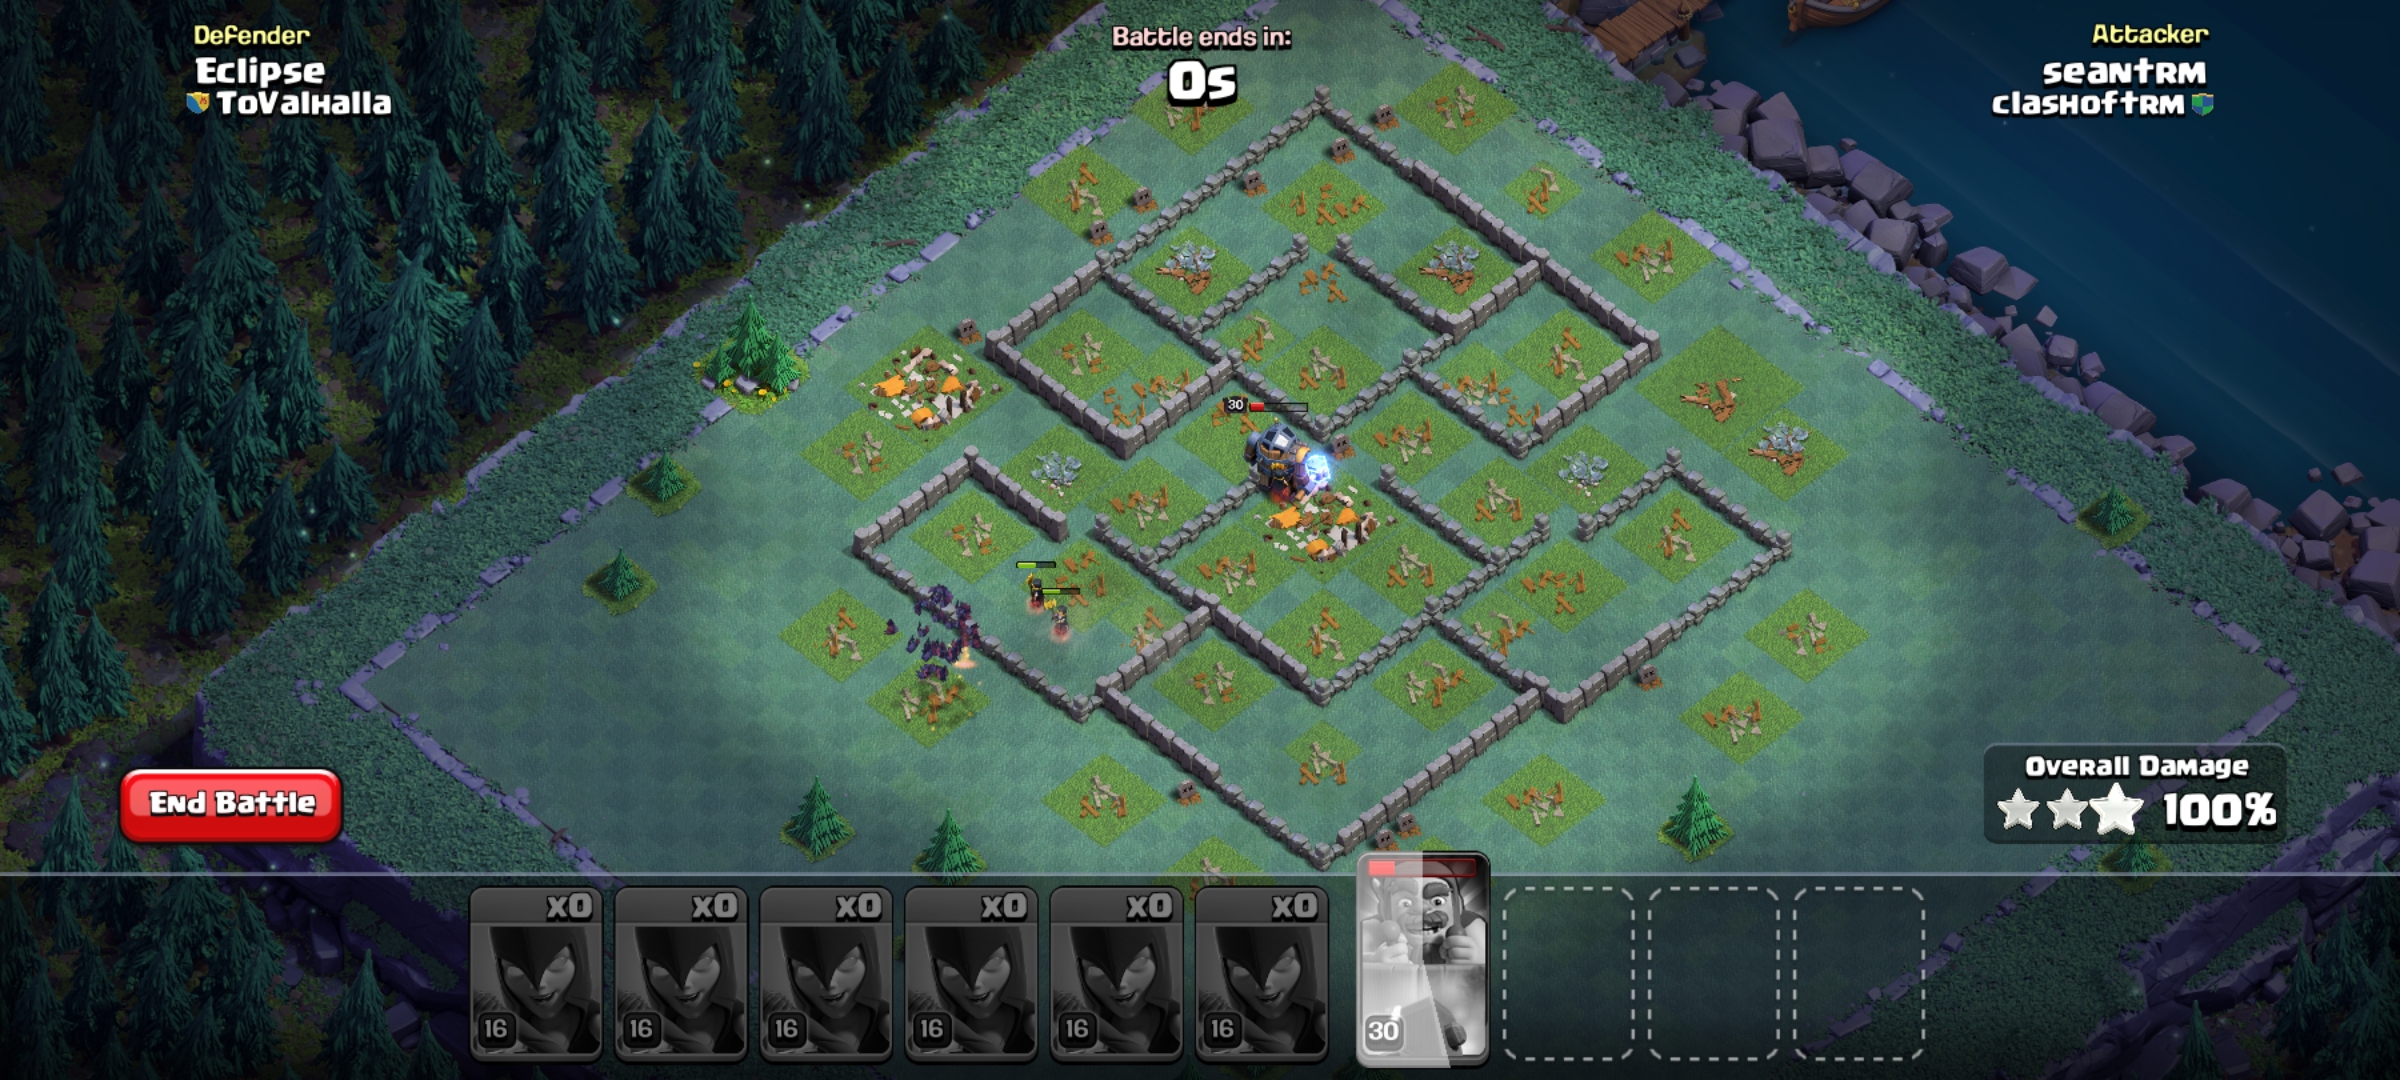 Defender
Eclipse
ToValHalla
Battle ends in:
0s
Attacker
seantRM
clasHoftRM
30
End Battle
Overall Damage
100%
x0
x0
x0
x0
x0
x0
16
16
16
16
16
16
30